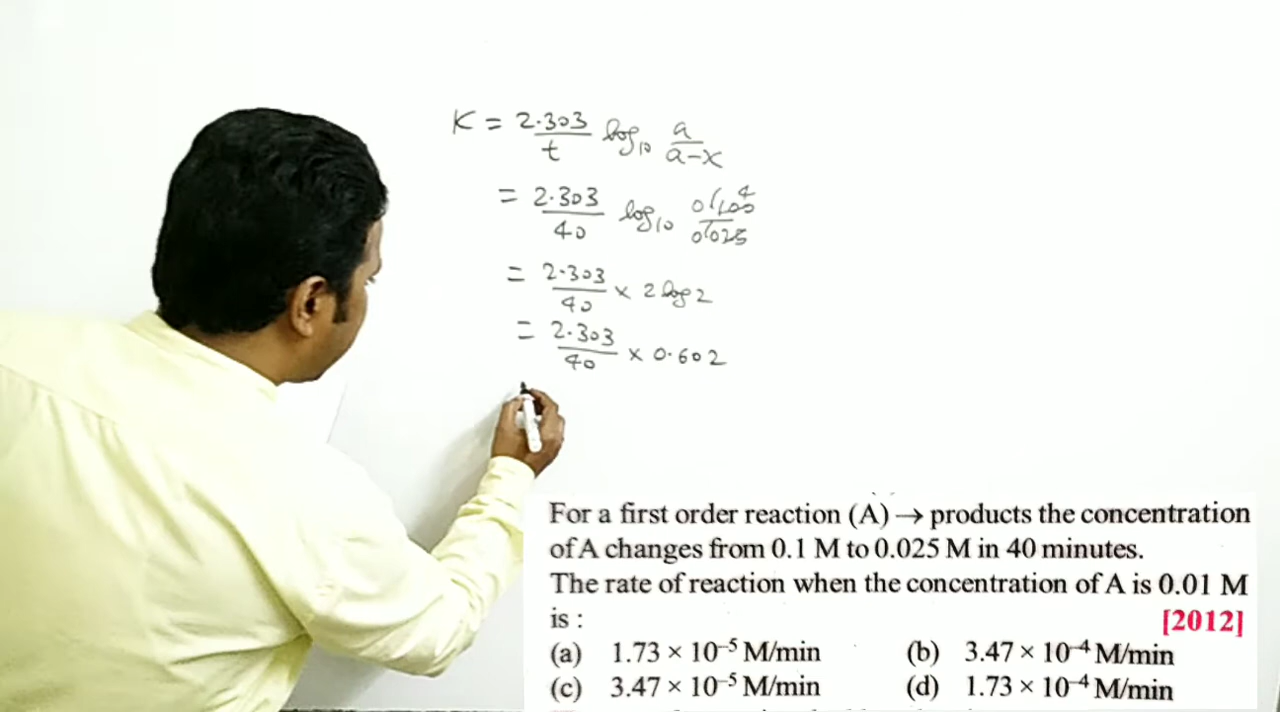 K = 2.303/t log₁₀ a/a-x
= 2.303/40 log₁₀ 0.100/0.025 4
= 2.303/40 × 2 log 2
= 2.303/40 × 0.602
For a first order reaction (A) → products the concentration
of A changes from 0.1 M to 0.025 M in 40 minutes.
The rate of reaction when the concentration of A is 0.01 M
is : [2012]
(a) 1.73 × 10⁻⁵ M/min (b) 3.47 × 10⁻⁴ M/min
(c) 3.47 × 10⁻⁵ M/min (d) 1.73 × 10⁻⁴ M/min